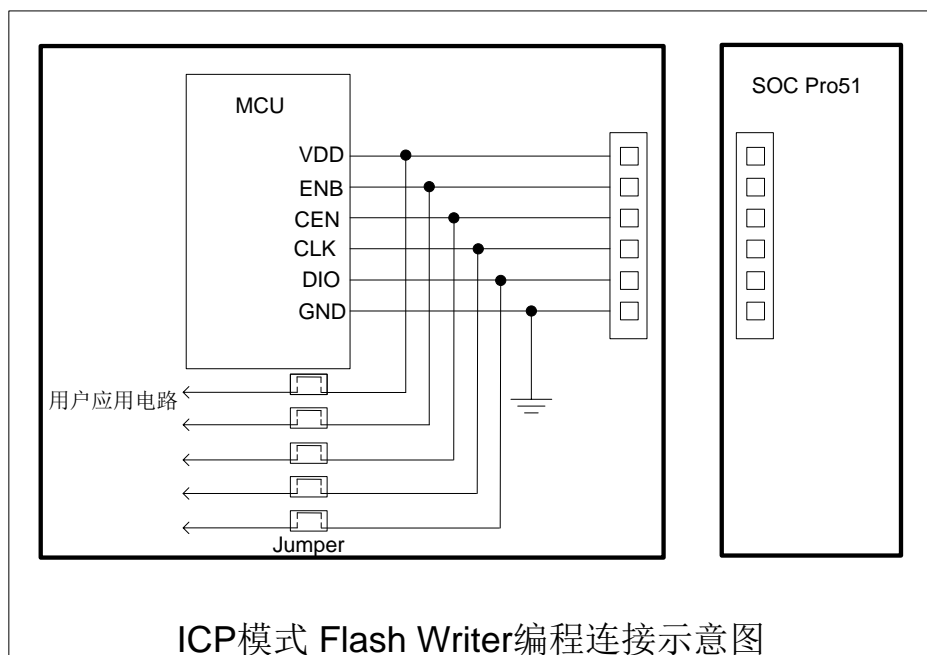 MCU
SOC Pro51
VDD
ENB
CEN
CLK
DIO
GND
用户应用电路
Jumper
ICP模式 Flash Writer编程连接示意图